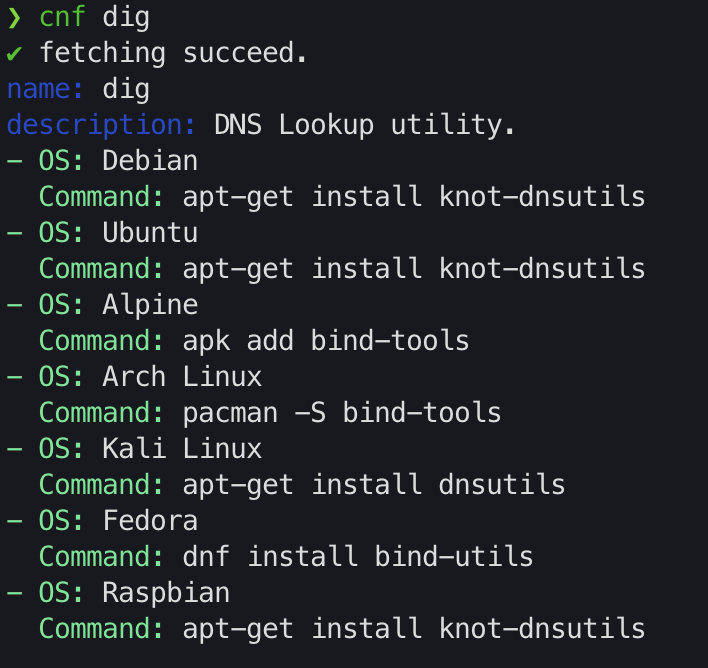 ❯ cnf dig
✔ fetching succeed.
name: dig
description: DNS Lookup utility.
- OS: Debian
  Command: apt-get install knot-dnsutils
- OS: Ubuntu
  Command: apt-get install knot-dnsutils
- OS: Alpine
  Command: apk add bind-tools
- OS: Arch Linux
  Command: pacman -S bind-tools
- OS: Kali Linux
  Command: apt-get install dnsutils
- OS: Fedora
  Command: dnf install bind-utils
- OS: Raspbian
  Command: apt-get install knot-dnsutils